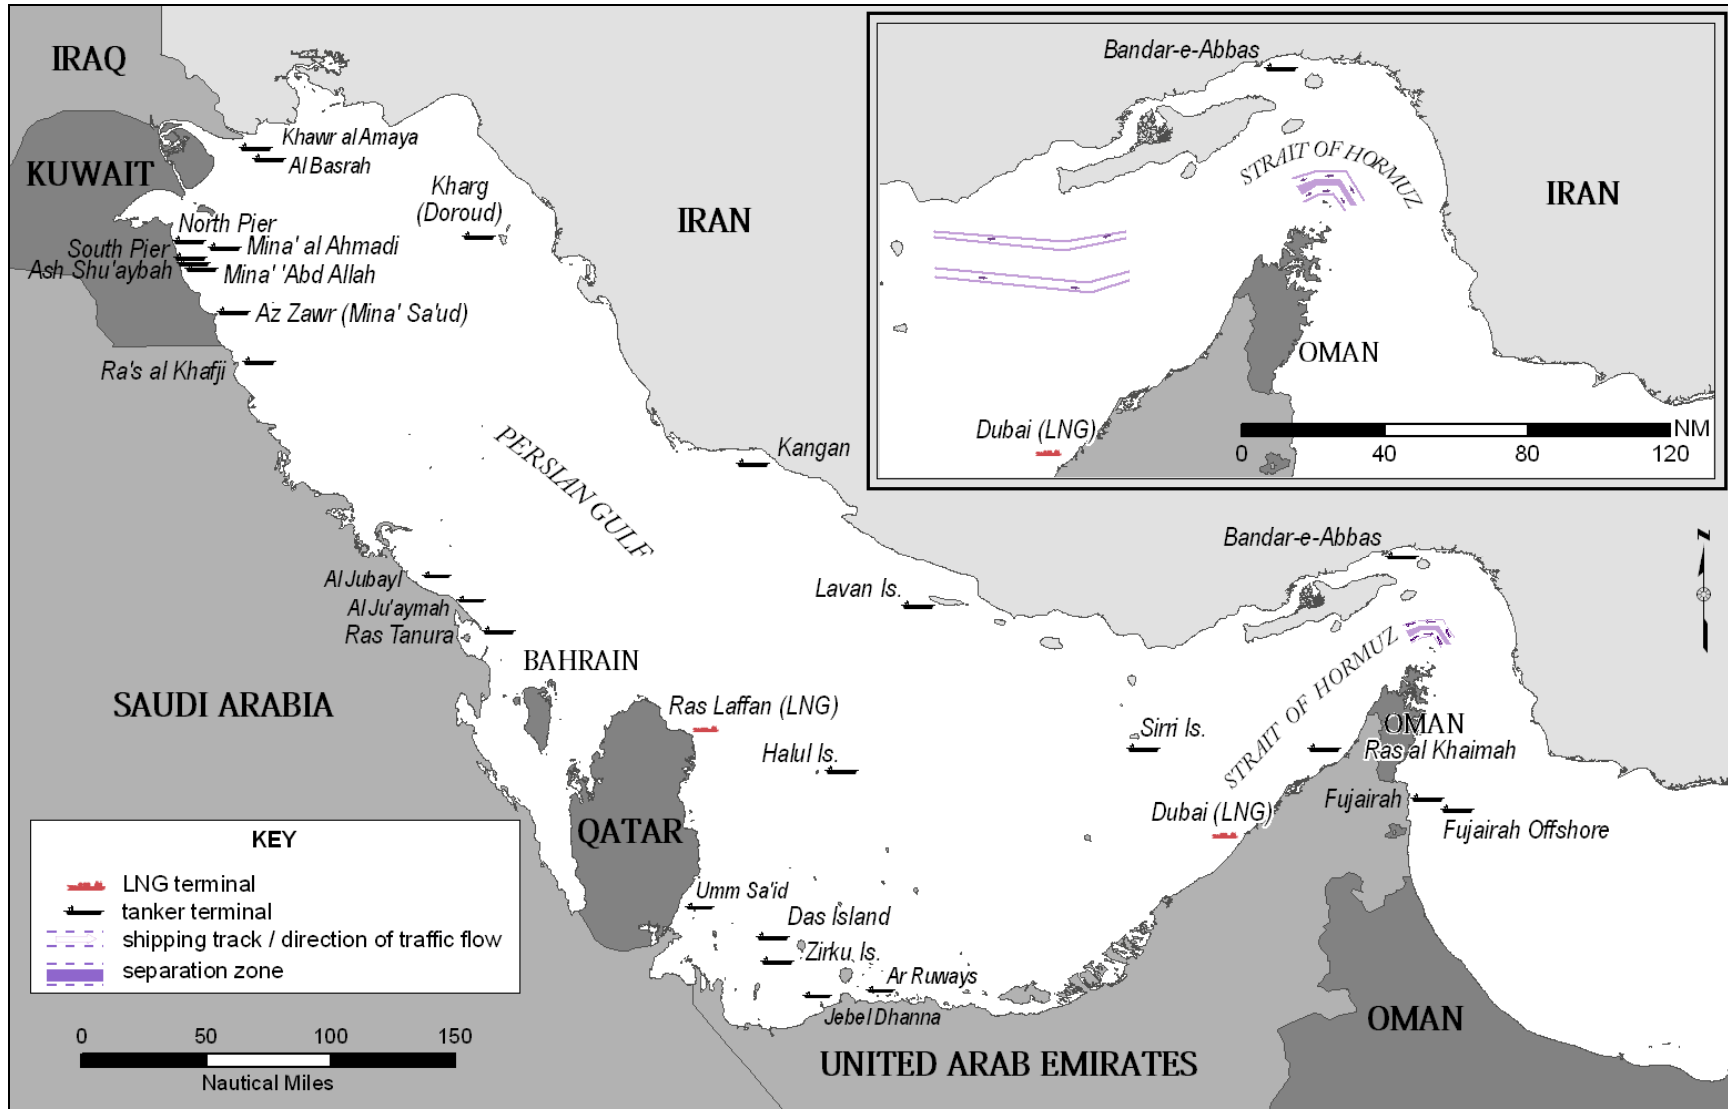 IRAQ
KUWAIT
Khawr al Amaya
Al Basrah
Kharg
(Doroud)
IRAN
North Pier
South Pier
Mina' al Ahmadi
Ash Shu'aybah
Mina' 'Abd Allah
Az Zawr (Mina' Sa'ud)
Ra's al Khafji
PERSIAN GULF
Kangan
Bandar-e-Abbas
STRAIT OF HORMUZ
IRAN
OMAN
Dubai (LNG)
NM
0 40 80 120
Bandar-e-Abbas
N
Al Jubayl
Al Ju'aymah
Ras Tanura
Lavan Is.
BAHRAIN
SAUDI ARABIA
Ras Laffan (LNG)
Halul Is.
Sirri Is.
STRAIT OF HORMUZ
OMAN
Ras al Khaimah
Dubai (LNG)
Fujairah
Fujairah Offshore
QATAR
Umm Sa'id
Das Island
Zirku Is.
Ar Ruways
Jebel Dhanna
UNITED ARAB EMIRATES
OMAN
KEY
LNG terminal
tanker terminal
shipping track / direction of traffic flow
separation zone
0 50 100 150
Nautical Miles